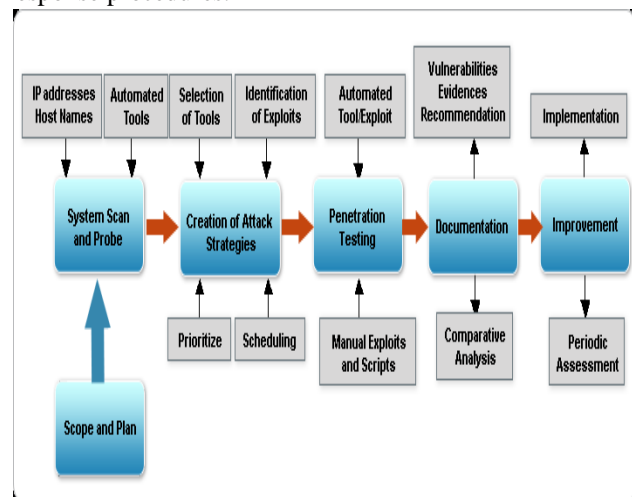 esponse procedures.
IP addresses
Host Names
Automated
Tools
Selection
of Tools
Identification
of Exploits
Automated
Tool/Exploit
Vulnerabilities
Evidences
Recommendation
Implementation
System Scan
and Probe
Creation of Attack
Strategies
Penetration
Testing
Documentation
Improvement
Prioritize
Scheduling
Manual Exploits
and Scripts
Comparative
Analysis
Periodic
Assessment
Scope and Plan